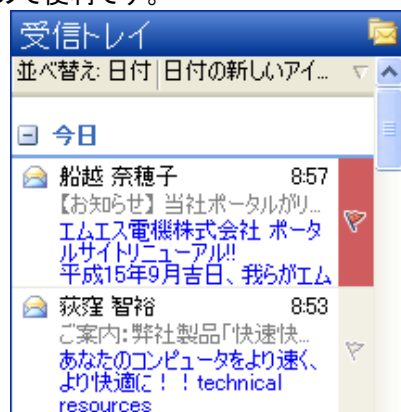 ので便利です。
受信トレイ
並べ替え: 日付 日付の新しいアイ...
今日
船越 奈穂子 8:57
【お知らせ】当社ポータルがリ...
エムエス電機株式会社 ポータ
ルサイトリニューアル!!
平成15年9月吉日、我らがエム
荻窪 智裕 8:53
ご案内: 弊社製品「快速快...
あなたのコンピュータをより速く、
より快適に！！technical
resources